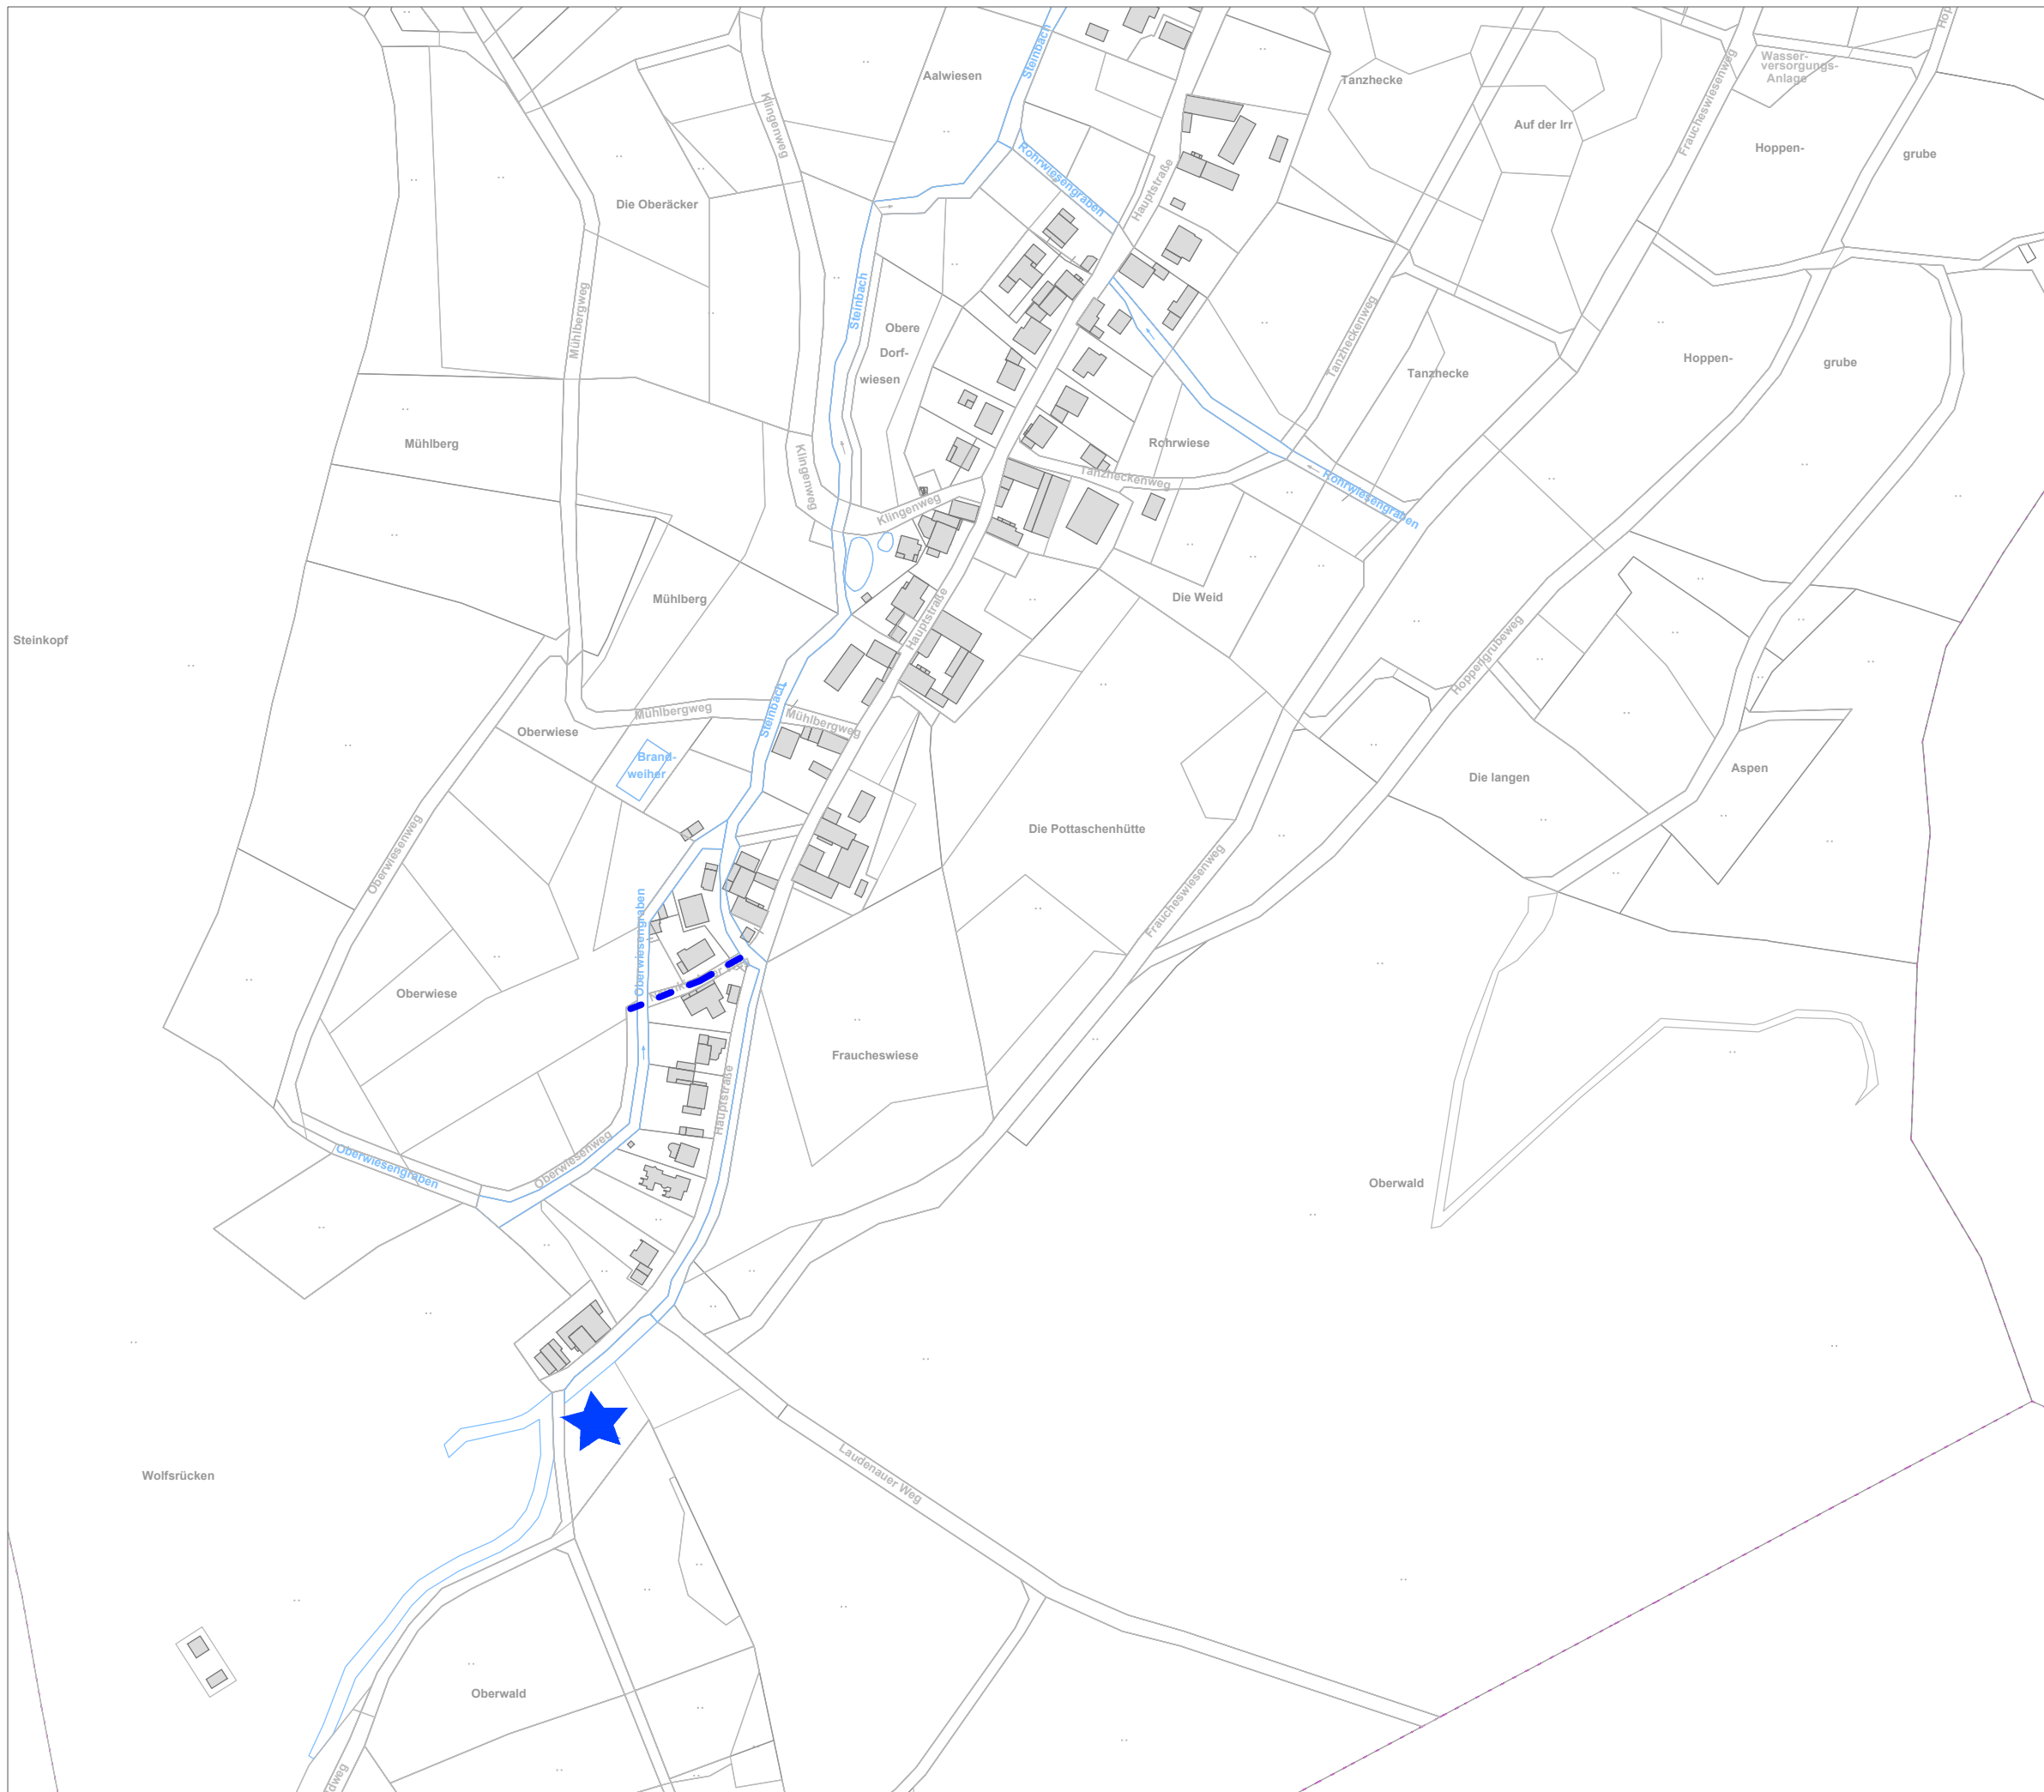 Hop
Steinbach
Wasser-
versorgungs-
Anlage
Aalwiesen
Tanzhecke
Fraucheswiesenweg
Klingenweg
Auf der Irr
Hoppen-
grube
Rohrwiesengraben
Hauptstraße
Die Oberäcker
Mühlbergweg
Steinbach
Obere
Dorf-
wiesen
Tanzheckenweg
Hoppen-
grube
Tanzhecke
Mühlberg
Rohrwiese
Klingenweg
Tanzheckenweg
Rohrwiesengraben
Klingenweg
Mühlberg
Die Weid
Hauptstraße
Steinkopf
Hoppengrubeweg
Mühlbergweg
Steinbach
Mühlbergweg
Oberwiese
Brand-
weiher
Die langen
Aspen
Die Pottaschenhütte
Oberwiesenweg
Fraucheswiesenweg
Oberwiesengraben
Oberwiese
Fraucheswiese
Hauptstraße
Oberwiesenweg
Oberwiesengraben
Oberwald
Wolfsrücken
Laudenauer Weg
Oberwald
dweg